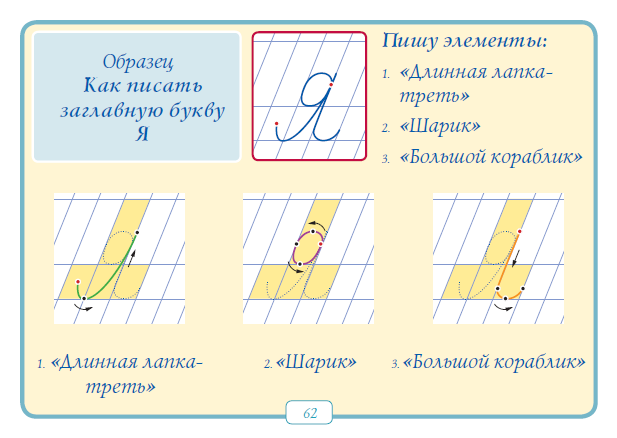 Образец
Как писать
заглавную букву
Я
Я
Пишу элементы:
1. «Длинная лапка-
треть»
2. «Шарик»
3. «Большой кораблик»
1. «Длинная лапка-
треть»
2. «Шарик»
3. «Большой кораблик»
62